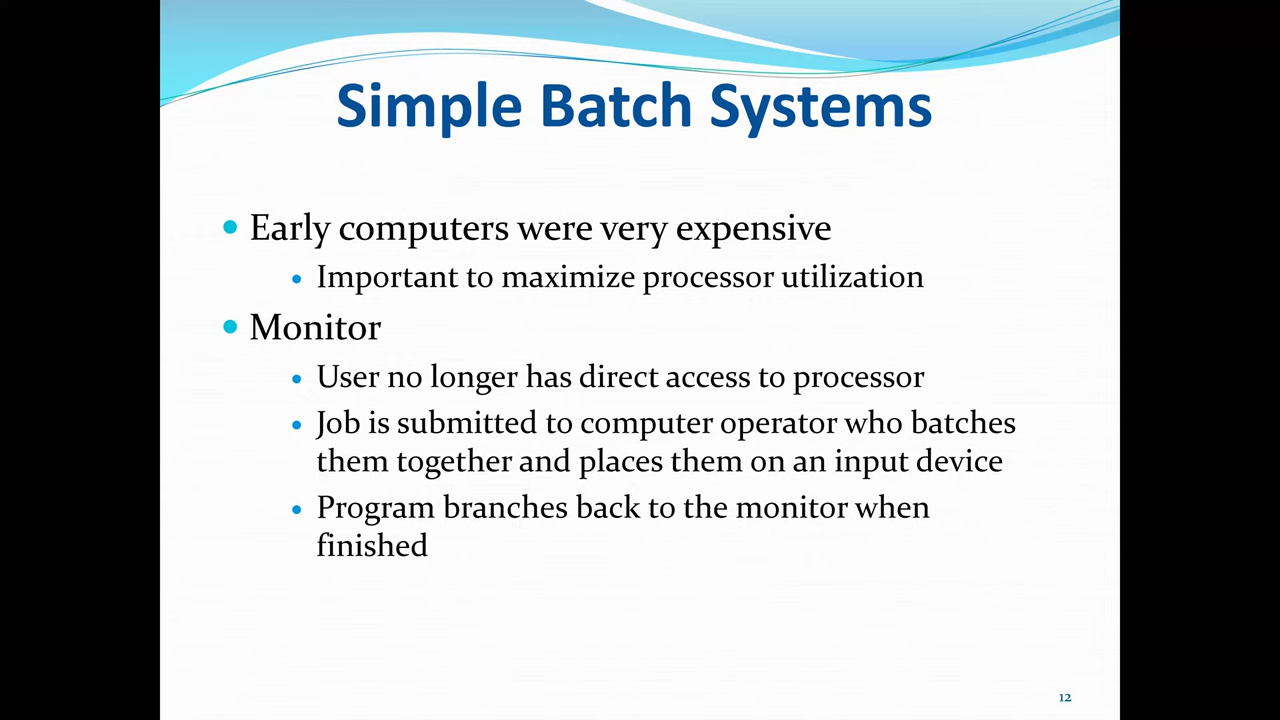 Simple Batch Systems
• Early computers were very expensive
• Important to maximize processor utilization
• Monitor
• User no longer has direct access to processor
• Job is submitted to computer operator who batches
them together and places them on an input device
• Program branches back to the monitor when
finished
12